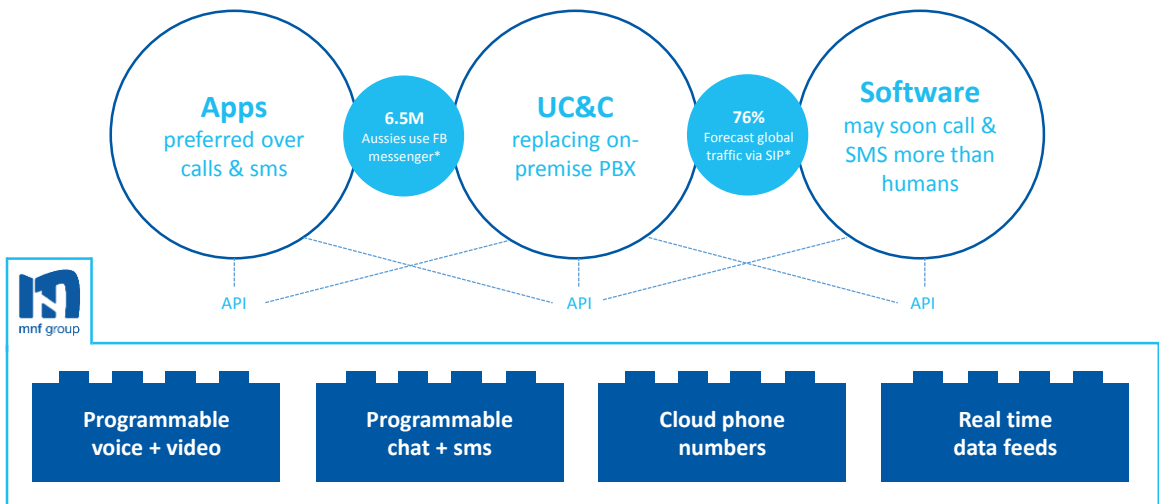 Apps
preferred over
calls & sms
6.5M
Aussies use FB
messenger*
UC&C
replacing on-
premise PBX
76%
Forecast global
traffic via SIP*
Software
may soon call &
SMS more than
humans
API
API
API
mnf group
Programmable
voice + video
Programmable
chat + sms
Cloud phone
numbers
Real time
data feeds